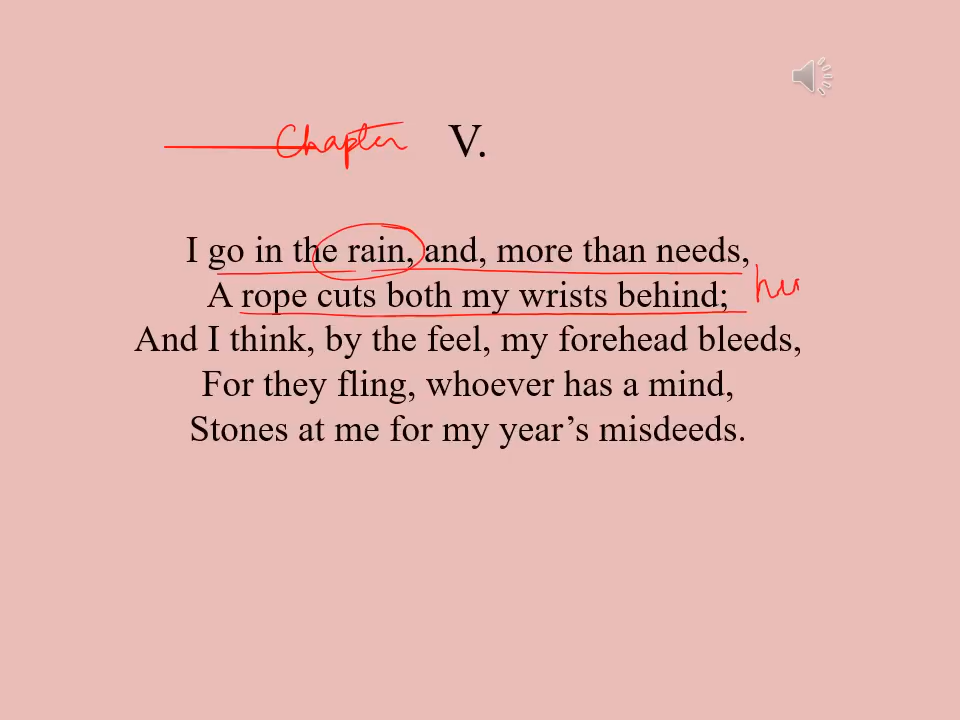 Chapter V.
I go in the rain, and, more than needs,
A rope cuts both my wrists behind;
And I think, by the feel, my forehead bleeds,
For they fling, whoever has a mind,
Stones at me for my year’s misdeeds.